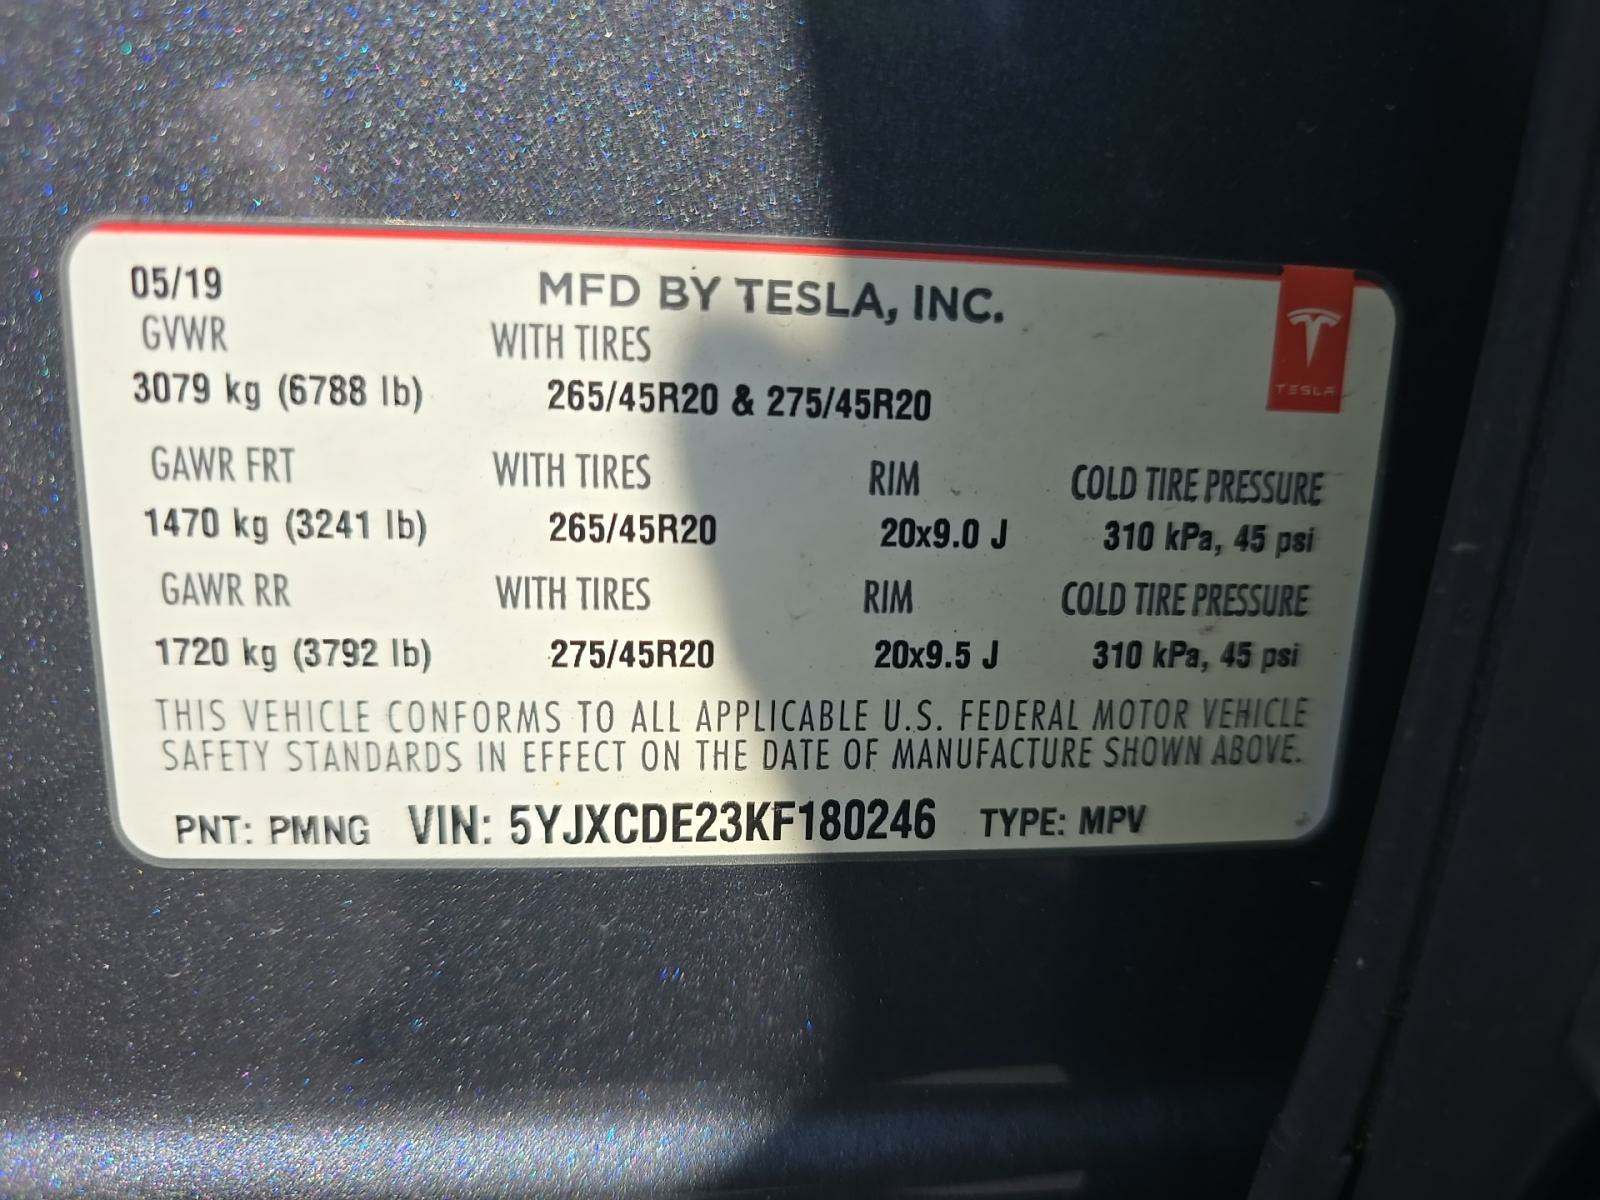 05/19 MFD BY TESLA, INC.
GVWR WITH TIRES
TESLA
3079 kg (6788 lb) 265/45R20 & 275/45R20
GAWR FRT WITH TIRES RIM COLD TIRE PRESSURE
1470 kg (3241 lb) 265/45R20 20x9.0 J 310 kPa, 45 psi
GAWR RR WITH TIRES RIM COLD TIRE PRESSURE
1720 kg (3792 lb) 275/45R20 20x9.5 J 310 kPa, 45 psi
THIS VEHICLE CONFORMS TO ALL APPLICABLE U.S. FEDERAL MOTOR VEHICLE
SAFETY STANDARDS IN EFFECT ON THE DATE OF MANUFACTURE SHOWN ABOVE.
PNT: PMNG VIN: 5YJXCDE23KF180246 TYPE: MPV